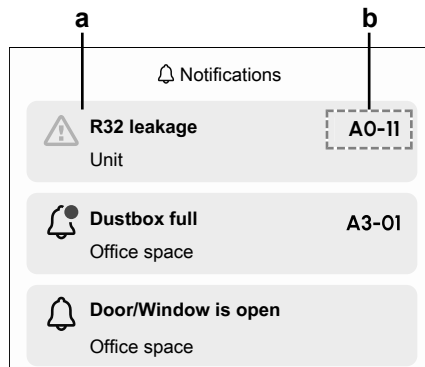 a
b
Notifications
R32 leakage
A0-11
Unit
Dustbox full
A3-01
Office space
Door/Window is open
Office space